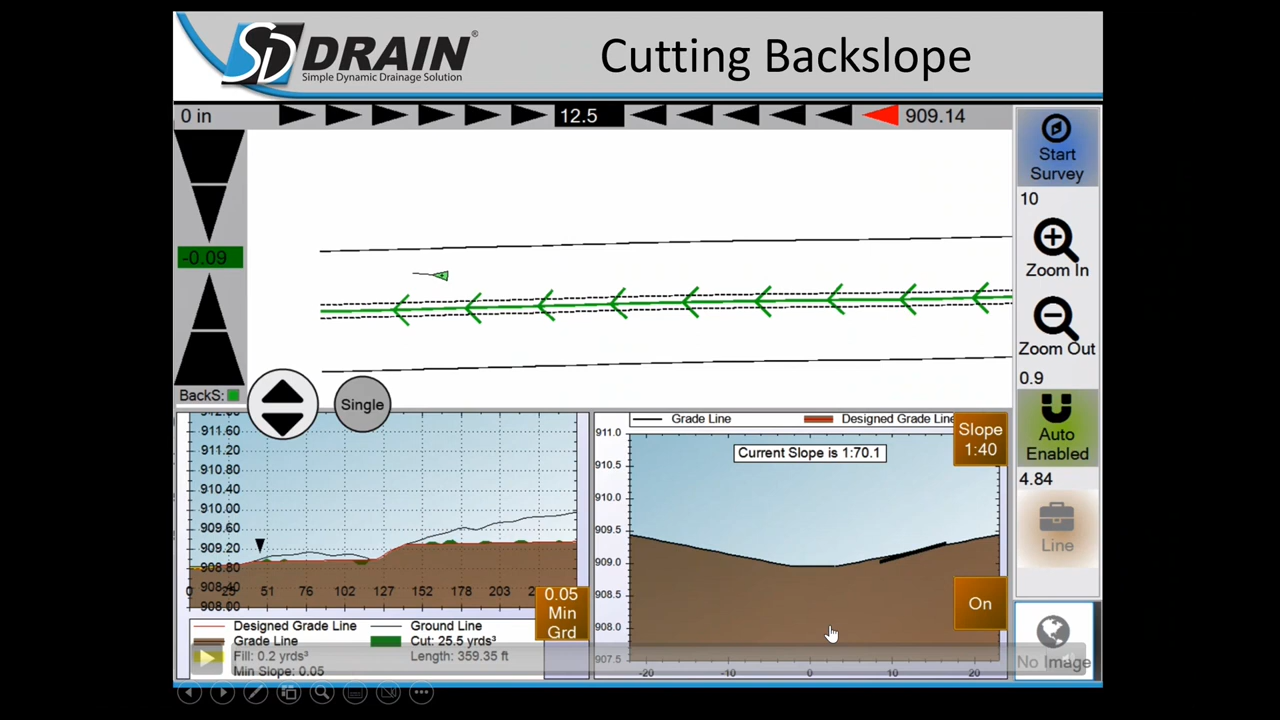 SD DRAIN®
Simple Dynamic Drainage Solution
Cutting Backslope
0 in
12.5
909.14
Start
Survey
10
Zoom In
-0.09
Zoom Out
0.9
BackS:
Single
Auto
Enabled
4.84
Line
No Image
911.60
911.20
910.80
910.40
910.00
909.60
909.20
908.80
908.40
908.00
0 25 51 76 102 127 152 178 203
0.05
Min
Grd
Designed Grade Line
Ground Line
Grade Line
Cut: 25.5 yrds³
Fill: 0.2 yrds³
Length: 359.35 ft
Min Slope: 0.05
Grade Line
Designed Grade Line
Slope
1:40
Current Slope is 1:70.1
911.0
910.5
910.0
909.5
909.0
908.5
908.0
907.5
-20 -10 0 10 20
On